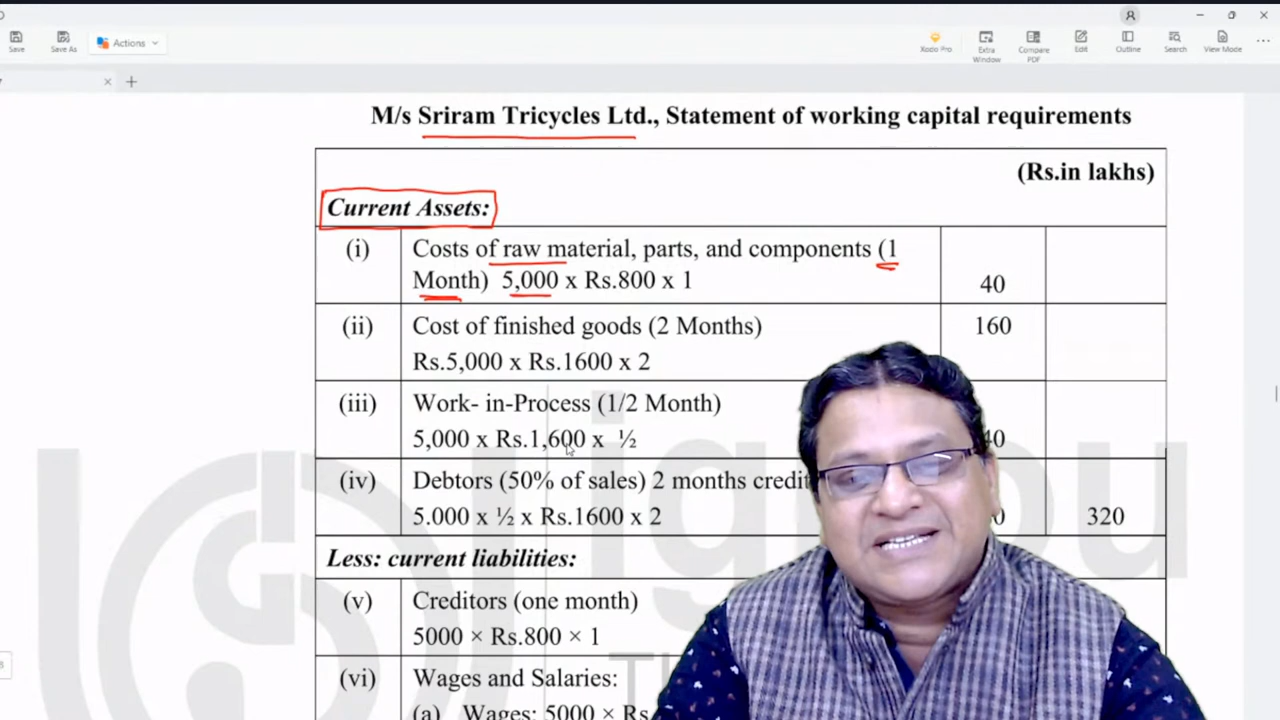 Save
Save As
Actions
Xodo Pro
Extra Window
Compare PDF
Edit
Outline
Search
View Mode
M/s Sriram Tricycles Ltd., Statement of working capital requirements
(Rs.in lakhs)
Current Assets:
(i) Costs of raw material, parts, and components (1
Month) 5,000 x Rs.800 x 1 40
(ii) Cost of finished goods (2 Months) 160
Rs.5,000 x Rs.1600 x 2
(iii) Work- in-Process (1/2 Month)
5,000 x Rs.1,600 x ½ 40
(iv) Debtors (50% of sales) 2 months credit
5.000 x ½ x Rs.1600 x 2 320
Less: current liabilities:
(v) Creditors (one month)
5000 × Rs.800 × 1
(vi) Wages and Salaries:
(a) Wages: 5000 × Rs
ignou